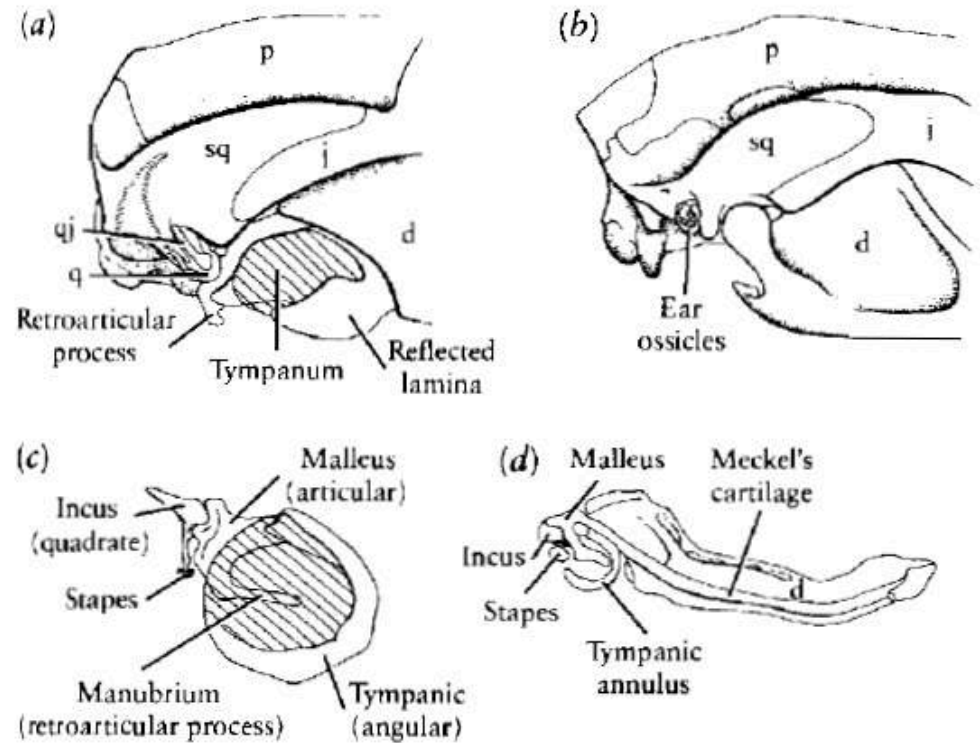 (a)
p
sq
j
d
qj
q
Retroarticular
process
Tympanum
Reflected
lamina
(b)
p
sq
j
d
Ear
ossicles
(c)
Malleus
(articular)
Incus
(quadrate)
Stapes
Manubrium
(retroarticular process)
Tympanic
(angular)
(d)
Malleus
Meckel's
cartilage
Incus
Stapes
d
Tympanic
annulus